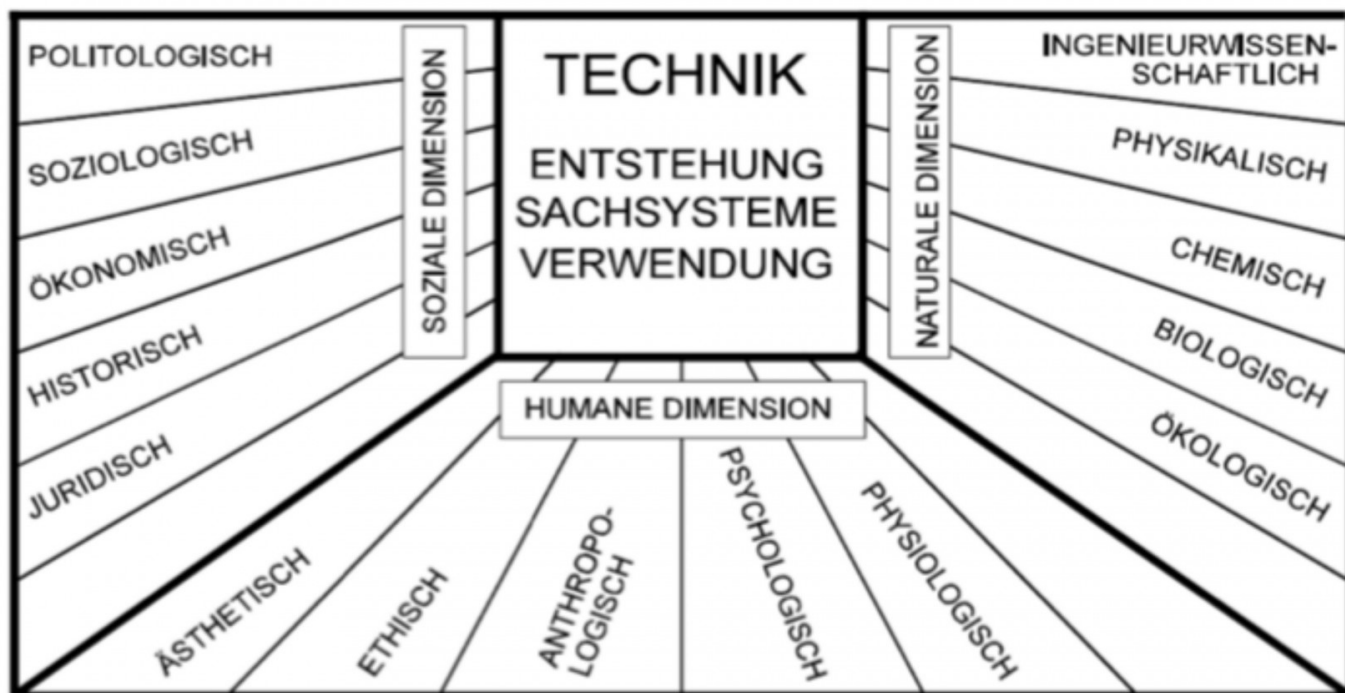 POLITOLOGISCH
SOZIOLOGISCH
ÖKONOMISCH
HISTORISCH
JURIDISCH
SOZIALE DIMENSION
TECHNIK
ENTSTEHUNG
SACHSYSTEME
VERWENDUNG
NATURALE DIMENSION
INGENIEURWISSEN-
SCHAFTLICH
PHYSIKALISCH
CHEMISCH
BIOLOGISCH
ÖKOLOGISCH
HUMANE DIMENSION
ÄSTHETISCH
ETHISCH
ANTHROPO-
LOGISCH
PSYCHOLOGISCH
PHYSIOLOGISCH